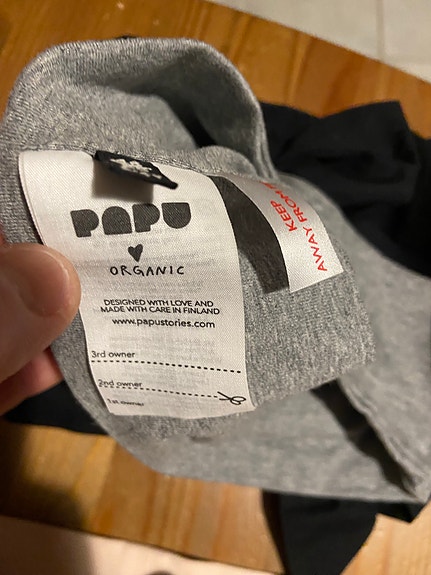 PAPU
ORGANIC
DESIGNED WITH LOVE AND
MADE WITH CARE IN FINLAND
www.papustories.com
3rd owner
2nd owner
1st owner
KEEP
AWAY FROM